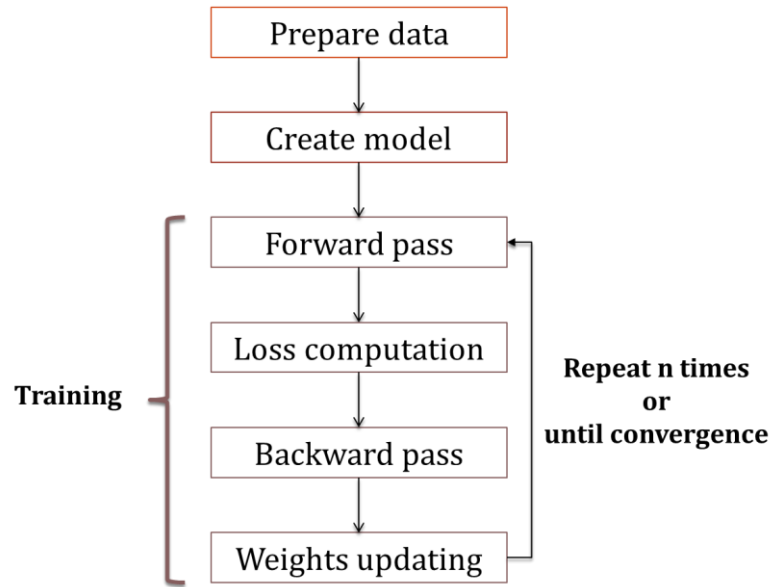 Prepare data
Create model
Forward pass
Loss computation
Training
Repeat n times
or
until convergence
Backward pass
Weights updating